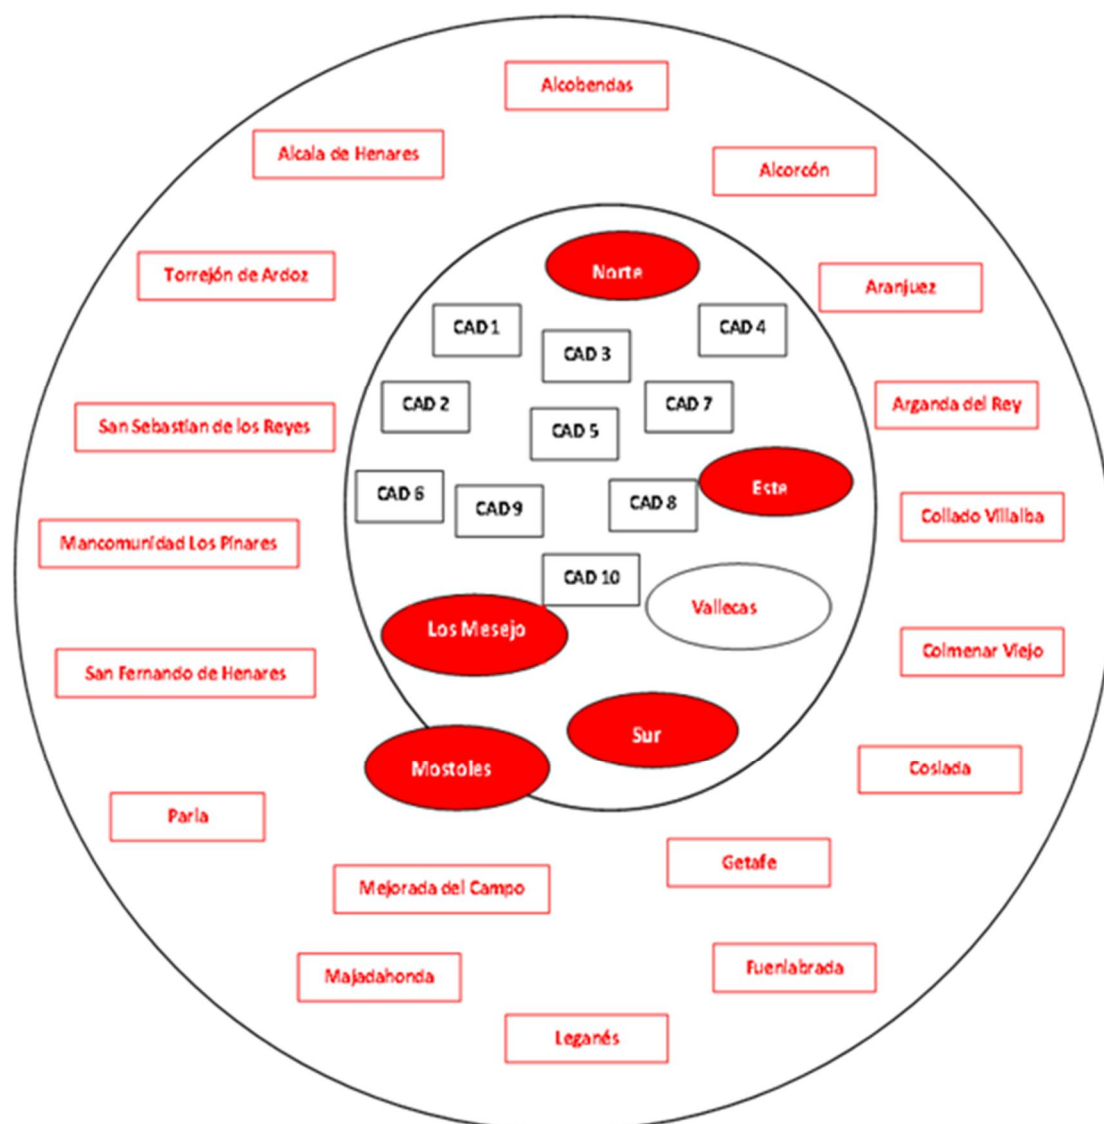 Alcobendas
Alcala de Henares
Alcorcón
Norte
Torrejón de Ardoz
Aranjuez
CAD 1
CAD 4
CAD 3
CAD 2
CAD 7
Arganda del Rey
San Sebastían de los Reyes
CAD 5
Este
CAD 6
CAD 9
CAD 8
Collado Villalba
Mancomunidad Los Pinares
CAD 10
Vallecas
Los Mesejo
San Fernando de Henares
Colmenar Viejo
Sur
Mostoles
Coslada
Parla
Getafe
Mejorada del Campo
Fuenlabrada
Majadahonda
Leganés